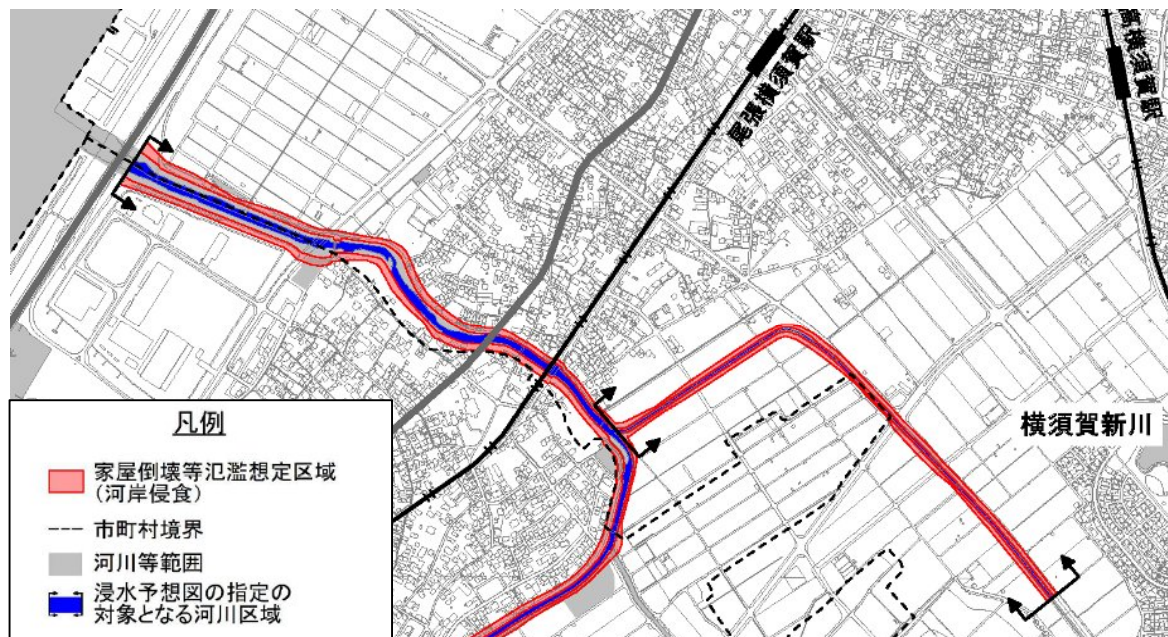 尾張横須賀駅
高横須賀駅
横須賀新川
凡例
家屋倒壊等氾濫想定区域
(河岸侵食)
市町村境界
河川等範囲
浸水予想図の指定の
対象となる河川区域